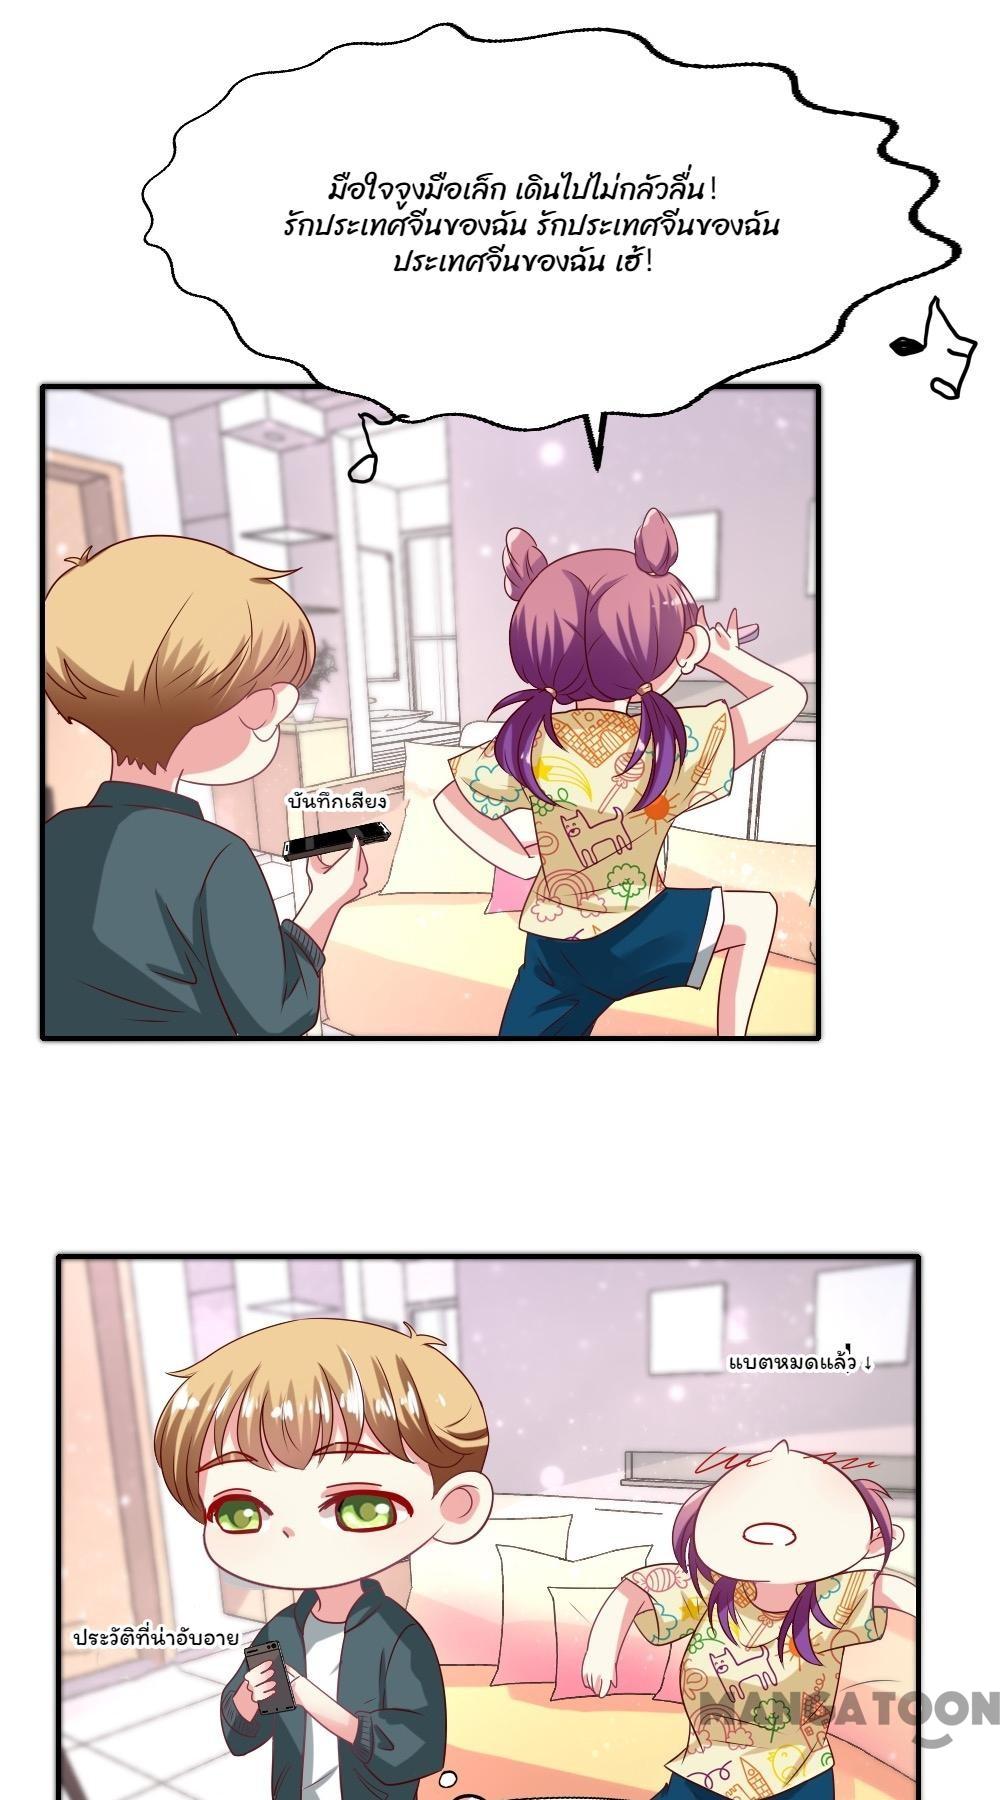 มือใจจูงมือเล็ก เดินไปไม่กลัวลื่น!
รักประเทศจีนของฉัน รักประเทศจีนของฉัน
ประเทศจีนของฉัน เฮ้!
บันทึกเสียง
แบตหมดแล้ว่ ↓
ประวัติที่น่าอับอาย
MANGATOON